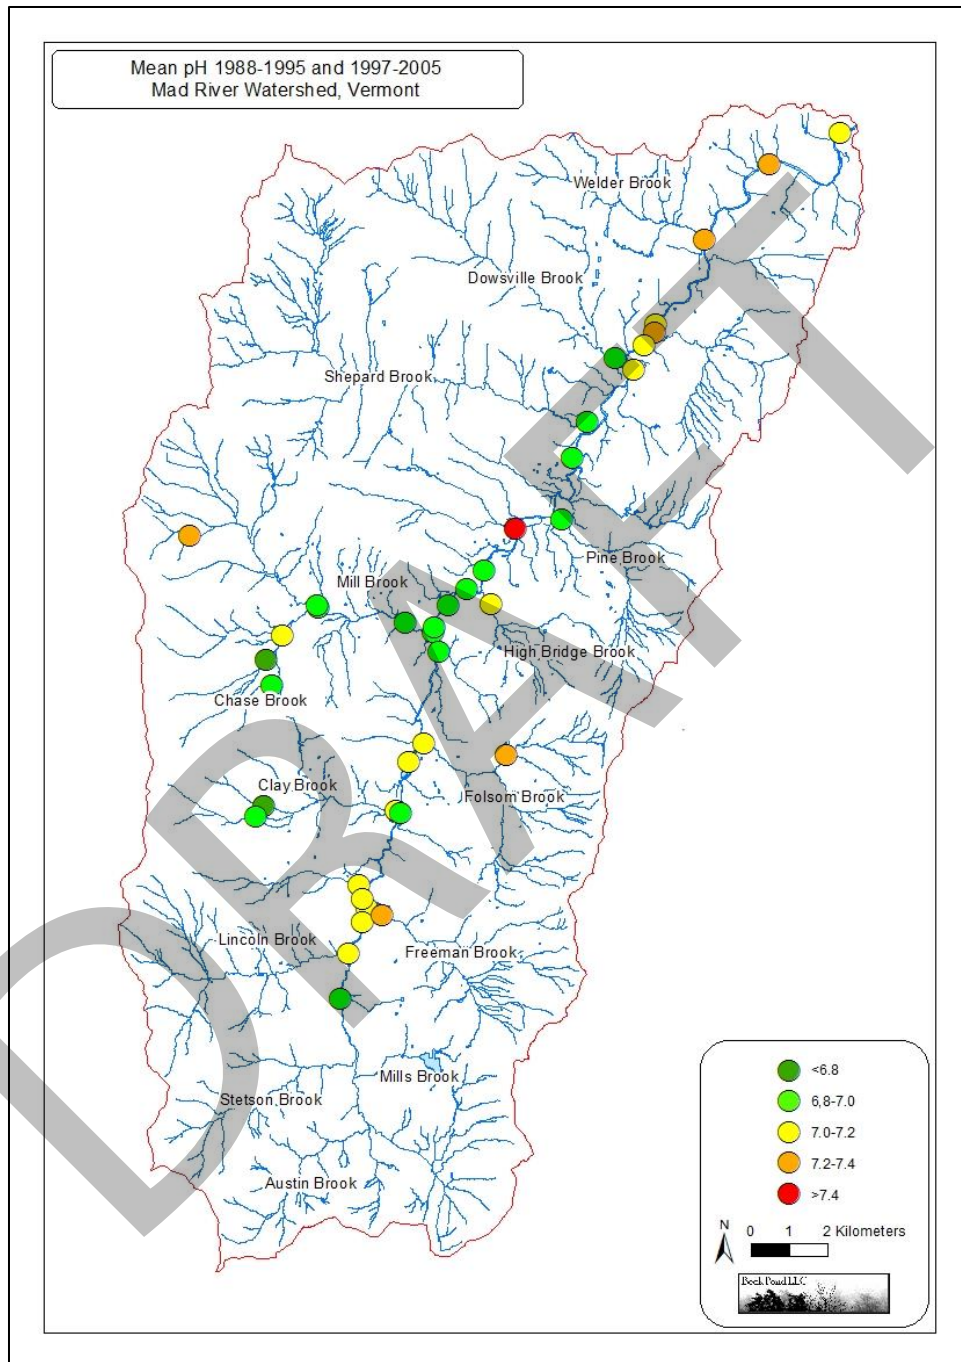 Mean pH 1988-1995 and 1997-2005
Mad River Watershed, Vermont
Welder Brook
Dowsville Brook
Shepard Brook
Pine Brook
Mill Brook
High Bridge Brook
Chase Brook
Clay Brook
Folsom Brook
Lincoln Brook
Freeman Brook
Mills Brook
Stetson Brook
Austin Brook
DRAFT
<6.8
6.8-7.0
7.0-7.2
7.2-7.4
>7.4
N
0 1 2 Kilometers
Beck Pond LLC